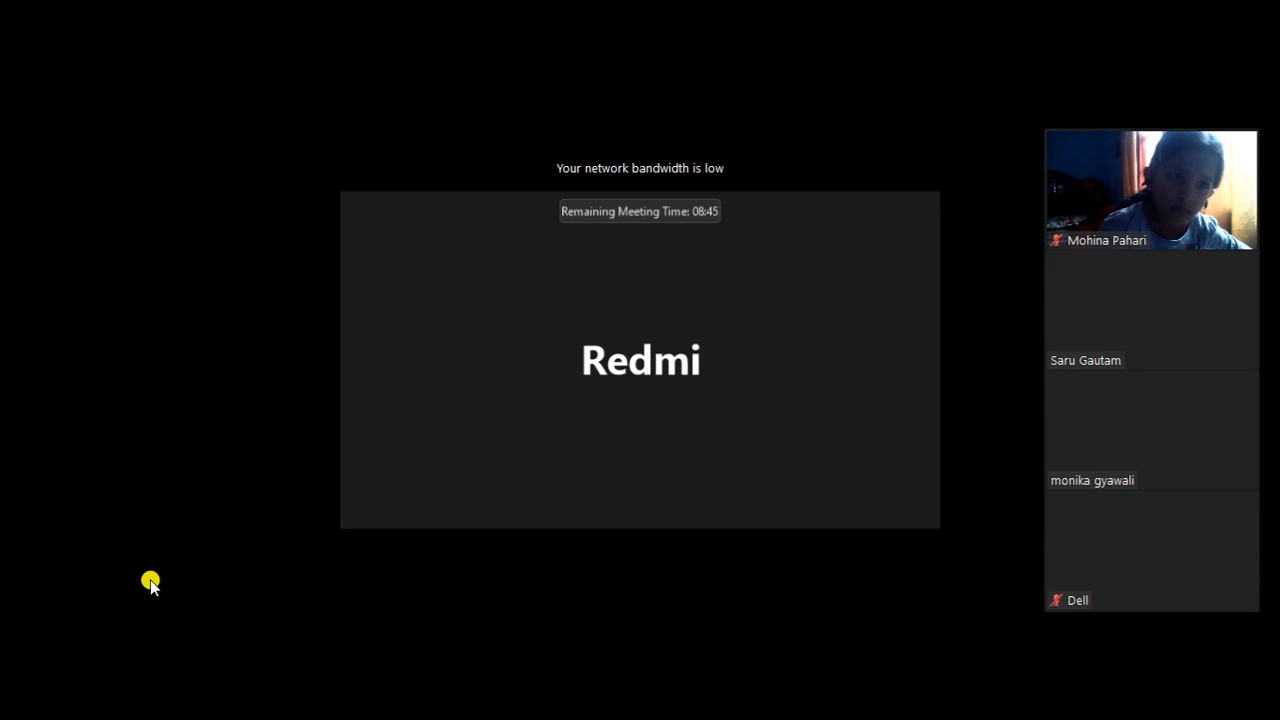 Your network bandwidth is low
Remaining Meeting Time: 08:45
Redmi
Mohina Pahari
Saru Gautam
monika gyawali
Dell